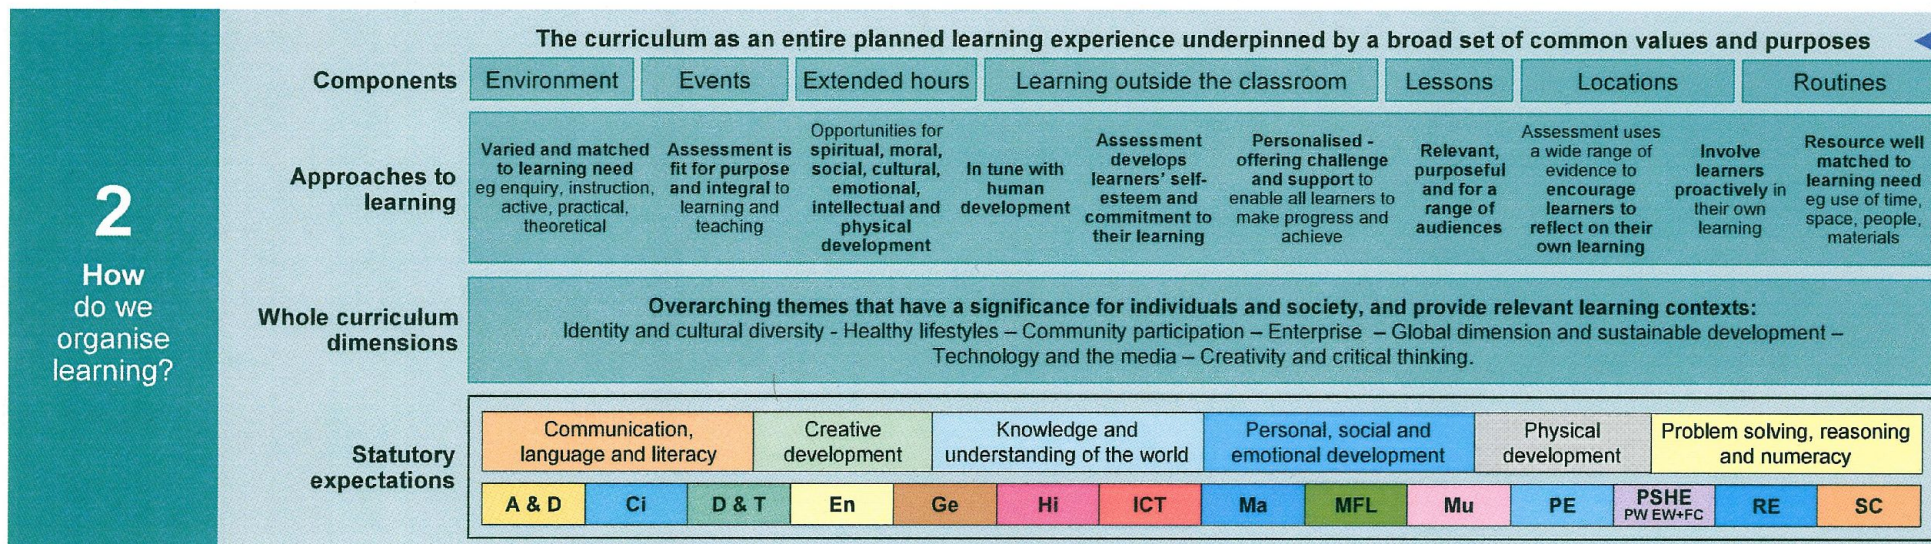 2
How
do we
organise
learning?
The curriculum as an entire planned learning experience underpinned by a broad set of common values and purposes
Components
Environment
Events
Extended hours
Learning outside the classroom
Lessons
Locations
Routines
Approaches to
learning
Varied and matched
to learning need
eg enquiry, instruction,
active, practical,
theoretical
Assessment is
fit for purpose
and integral to
learning and
teaching
Opportunities for
spiritual, moral,
social, cultural,
emotional,
intellectual and
physical
development
In tune with
human
development
Assessment
develops
learners' self-
esteem and
commitment to
their learning
Personalised -
offering challenge
and support to
enable all learners to
make progress and
achieve
Relevant,
purposeful
and for a
range of
audiences
Assessment uses
a wide range of
evidence to
encourage
learners to
reflect on their
own learning
Involve
learners
proactively in
their own
learning
Resource well
matched to
learning need
eg use of time,
space, people,
materials
Whole curriculum
dimensions
Overarching themes that have a significance for individuals and society, and provide relevant learning contexts:
Identity and cultural diversity - Healthy lifestyles – Community participation – Enterprise – Global dimension and sustainable development –
Technology and the media – Creativity and critical thinking.
Statutory
expectations
Communication,
language and literacy
Creative
development
Knowledge and
understanding of the world
Personal, social and
emotional development
Physical
development
Problem solving, reasoning
and numeracy
A & D
Ci
D & T
En
Ge
Hi
ICT
Ma
MFL
Mu
PE
PSHE
PW EW+FC
RE
SC